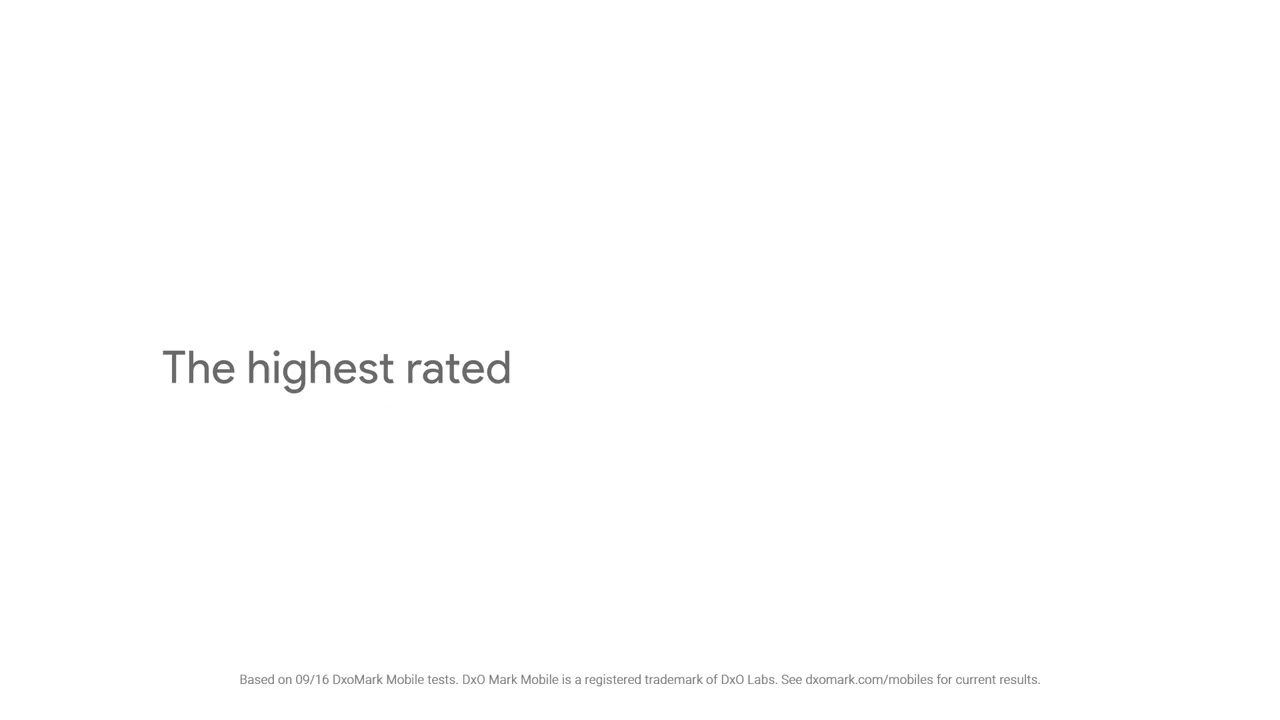 The highest rated
Based on 09/16 DxoMark Mobile tests. DxO Mark Mobile is a registered trademark of DxO Labs. See dxomark.com/mobiles for current results.